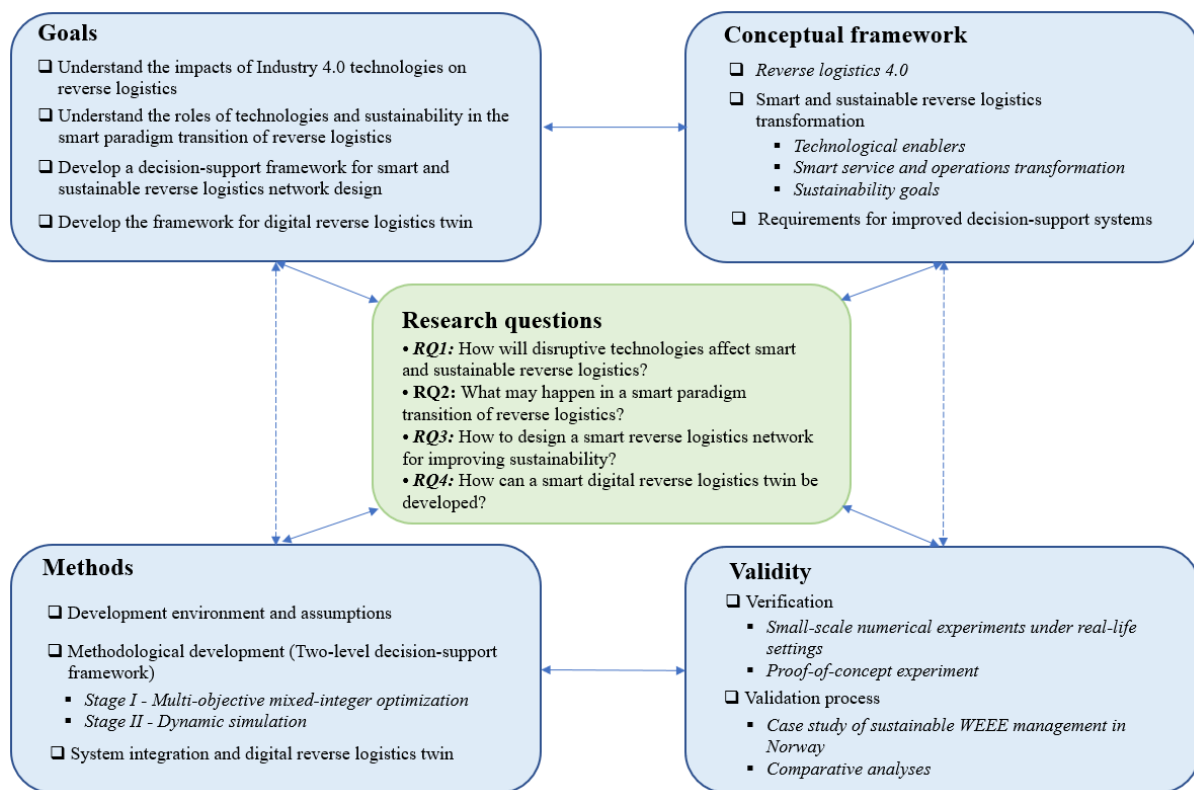 Goals
❑ Understand the impacts of Industry 4.0 technologies on
reverse logistics
❑ Understand the roles of technologies and sustainability in the
smart paradigm transition of reverse logistics
❑ Develop a decision-support framework for smart and
sustainable reverse logistics network design
❑ Develop the framework for digital reverse logistics twin
Conceptual framework
❑ Reverse logistics 4.0
❑ Smart and sustainable reverse logistics
transformation
▪ Technological enablers
▪ Smart service and operations transformation
▪ Sustainability goals
❑ Requirements for improved decision-support systems
Research questions
• RQ1: How will disruptive technologies affect smart
and sustainable reverse logistics?
• RQ2: What may happen in a smart paradigm
transition of reverse logistics?
• RQ3: How to design a smart reverse logistics network
for improving sustainability?
• RQ4: How can a smart digital reverse logistics twin be
developed?
Methods
❑ Development environment and assumptions
❑ Methodological development (Two-level decision-support
framework)
▪ Stage I - Multi-objective mixed-integer optimization
▪ Stage II - Dynamic simulation
❑ System integration and digital reverse logistics twin
Validity
❑ Verification
▪ Small-scale numerical experiments under real-life
settings
▪ Proof-of-concept experiment
❑ Validation process
▪ Case study of sustainable WEEE management in
Norway
▪ Comparative analyses